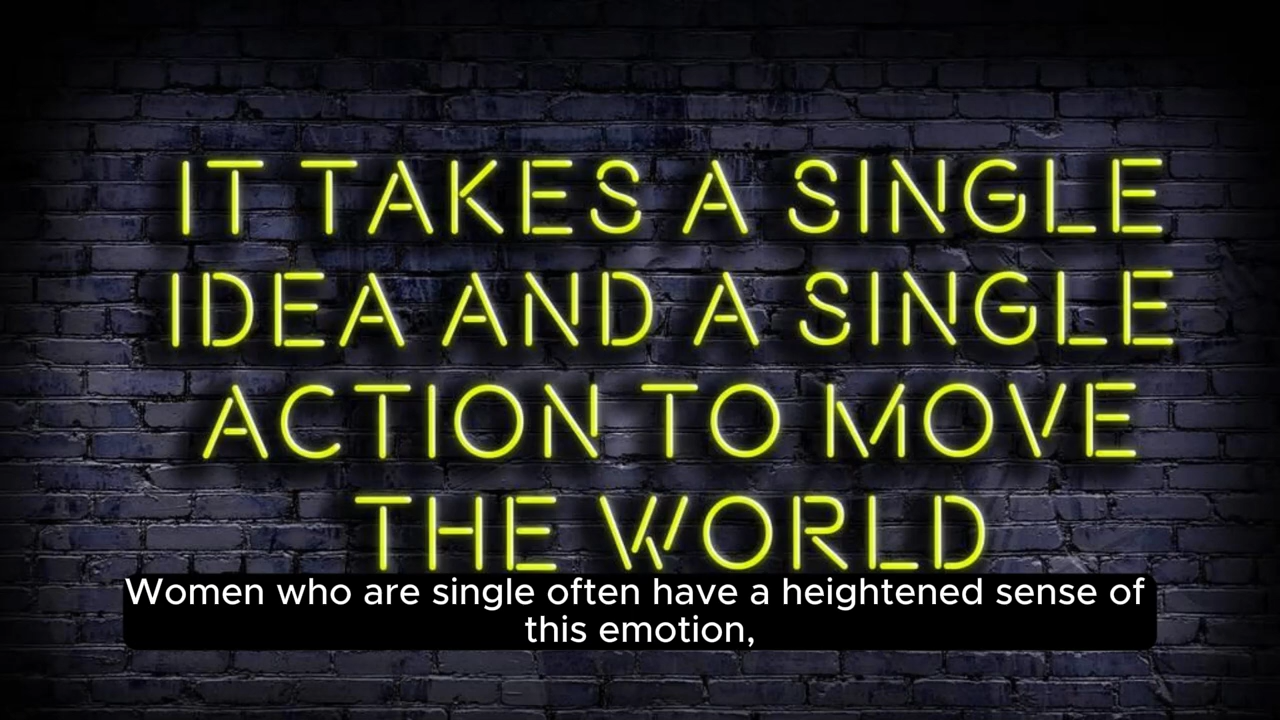 IT TAKES A SINGLE
IDEA AND A SINGLE
ACTION TO MOVE
THE WORLD
Women who are single often have a heightened sense of
this emotion,